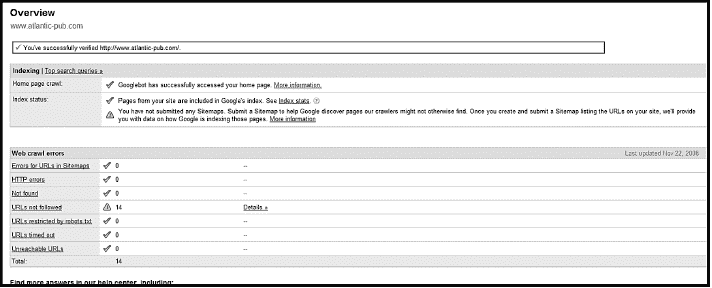 Overview
www.atlantic-pub.com
You've successfully verified http://www.atlantic-pub.com/.
Indexing | Top search queries »
Home page crawl: Googlebot has successfully accessed your home page. More information.
Index status: Pages from your site are included in Google's index. See Index stats. ?
You have not submitted any Sitemaps. Submit a Sitemap to help Google discover pages our crawlers might not otherwise find. Once you create and submit a Sitemap listing the URLs on your site, we'll provide
you with data on how Google is indexing those pages. More information
Web crawl errors Last updated Nov 22, 2006
Errors for URLs in Sitemaps 0 --
HTTP errors 0 --
Not found 0 --
URLs not followed 14 Details »
URLs restricted by robots.txt 0 --
URLs timed out 0 --
Unreachable URLs 0 --
Total: 14
Find more answers in our help center, including: